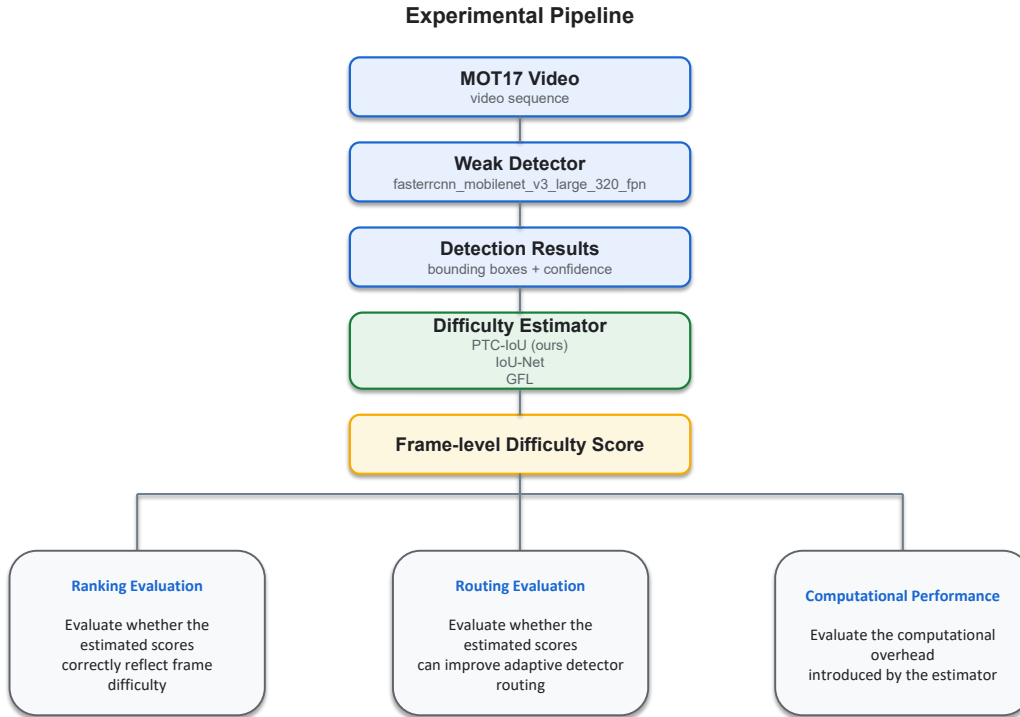 Experimental Pipeline
MOT17 Video
video sequence
Weak Detector
fasterrcnn_mobilenet_v3_large_320_fpn
Detection Results
bounding boxes + confidence
Difficulty Estimator
PTC-IoU (ours)
IoU-Net
GFL
Frame-level Difficulty Score
Ranking Evaluation
Evaluate whether the
estimated scores
correctly reflect frame
difficulty
Routing Evaluation
Evaluate whether the
estimated scores
can improve adaptive detector
routing
Computational Performance
Evaluate the computational
overhead
introduced by the estimator